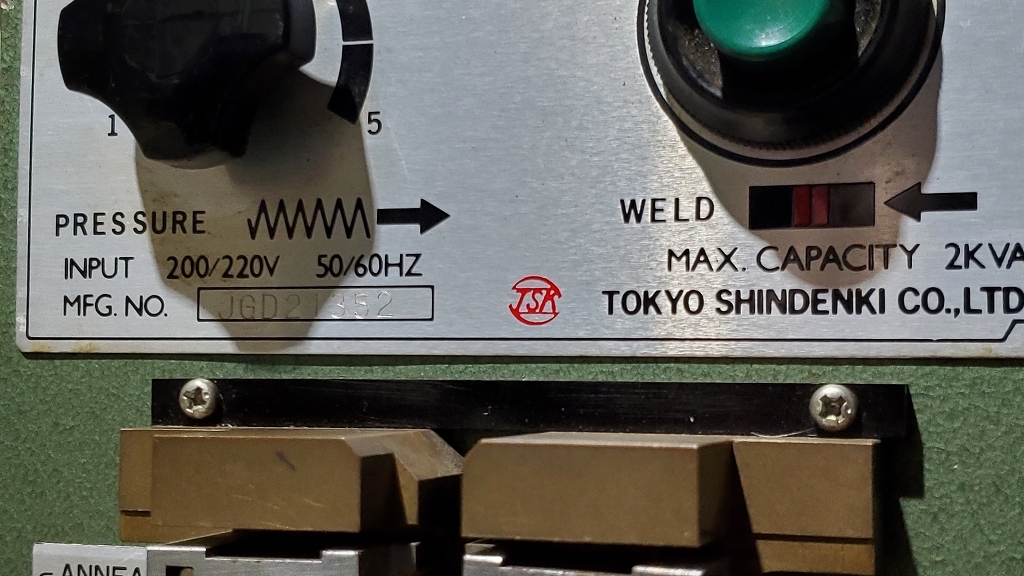 1 5
PRESSURE
WELD
INPUT 200/220V 50/60HZ
MAX. CAPACITY 2KVA
MFG. NO. JGD21352
TSK
TOKYO SHINDENKI CO.,LTD